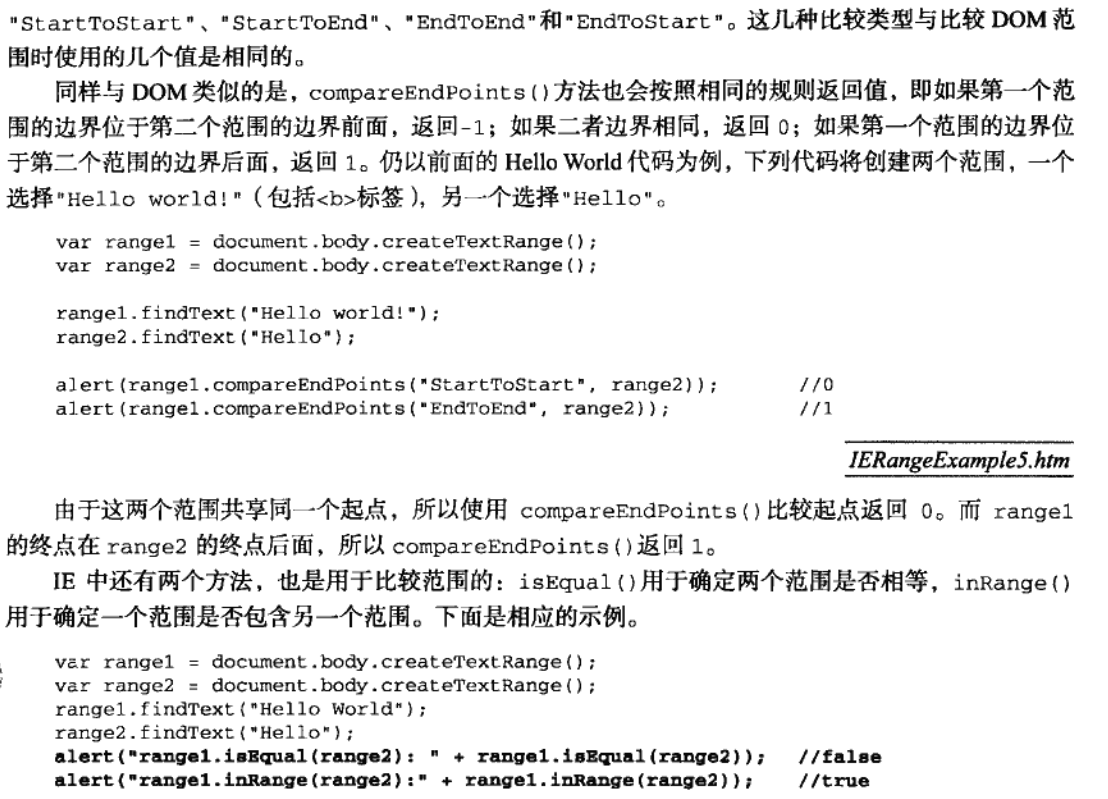 "StartToStart"、"StartToEnd"、"EndToEnd"和"EndToStart"。这几种比较类型与比较 DOM 范
围时使用的几个值是相同的。
同样与 DOM 类似的是，compareEndPoints()方法也会按照相同的规则返回值，即如果第一个范
围的边界位于第二个范围的边界前面，返回-1；如果二者边界相同，返回 0；如果第一个范围的边界位
于第二个范围的边界后面，返回 1。仍以前面的 Hello World 代码为例，下列代码将创建两个范围，一个
选择"Hello world!"（包括<b>标签），另一个选择"Hello"。
var range1 = document.body.createTextRange();
var range2 = document.body.createTextRange();
range1.findText("Hello world!");
range2.findText("Hello");
alert(range1.compareEndPoints("StartToStart", range2)); //0
alert(range1.compareEndPoints("EndToEnd", range2)); //1
IERangeExample5.htm
由于这两个范围共享同一个起点，所以使用 compareEndPoints()比较起点返回 0。而 range1
的终点在 range2 的终点后面，所以 compareEndPoints()返回 1。
IE 中还有两个方法，也是用于比较范围的：isEqual()用于确定两个范围是否相等，inRange()
用于确定一个范围是否包含另一个范围。下面是相应的示例。
var range1 = document.body.createTextRange();
var range2 = document.body.createTextRange();
range1.findText("Hello World");
range2.findText("Hello");
alert("range1.isEqual(range2): " + range1.isEqual(range2)); //false
alert("range1.inRange(range2):" + range1.inRange(range2)); //true